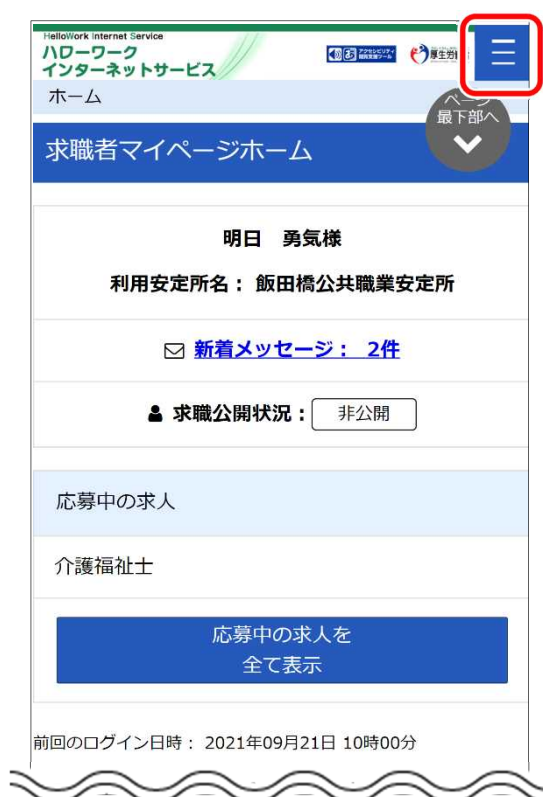 HelloWork Internet Service
ハローワーク
インターネットサービス
ホーム
ページ
最下部へ
求職者マイページホーム
明日　勇気様
利用安定所名： 飯田橋公共職業安定所
新着メッセージ： 2件
求職公開状況： 非公開
応募中の求人
介護福祉士
応募中の求人を
全て表示
前回のログイン日時： 2021年09月21日 10時00分